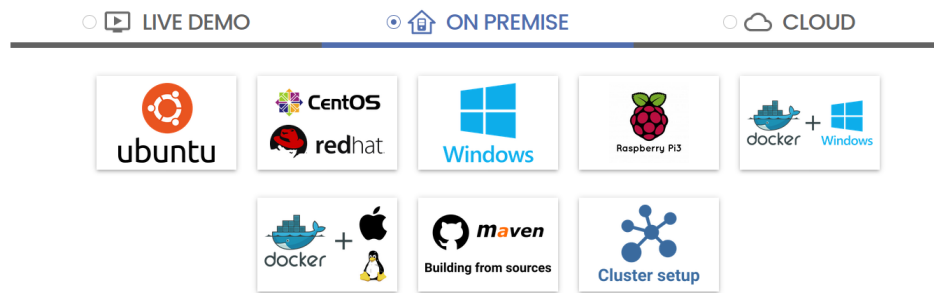 LIVE DEMO
ON PREMISE
CLOUD
ubuntu
CentOS
redhat
Windows
Raspberry Pi3
docker + Windows
docker +
maven
Building from sources
Cluster setup